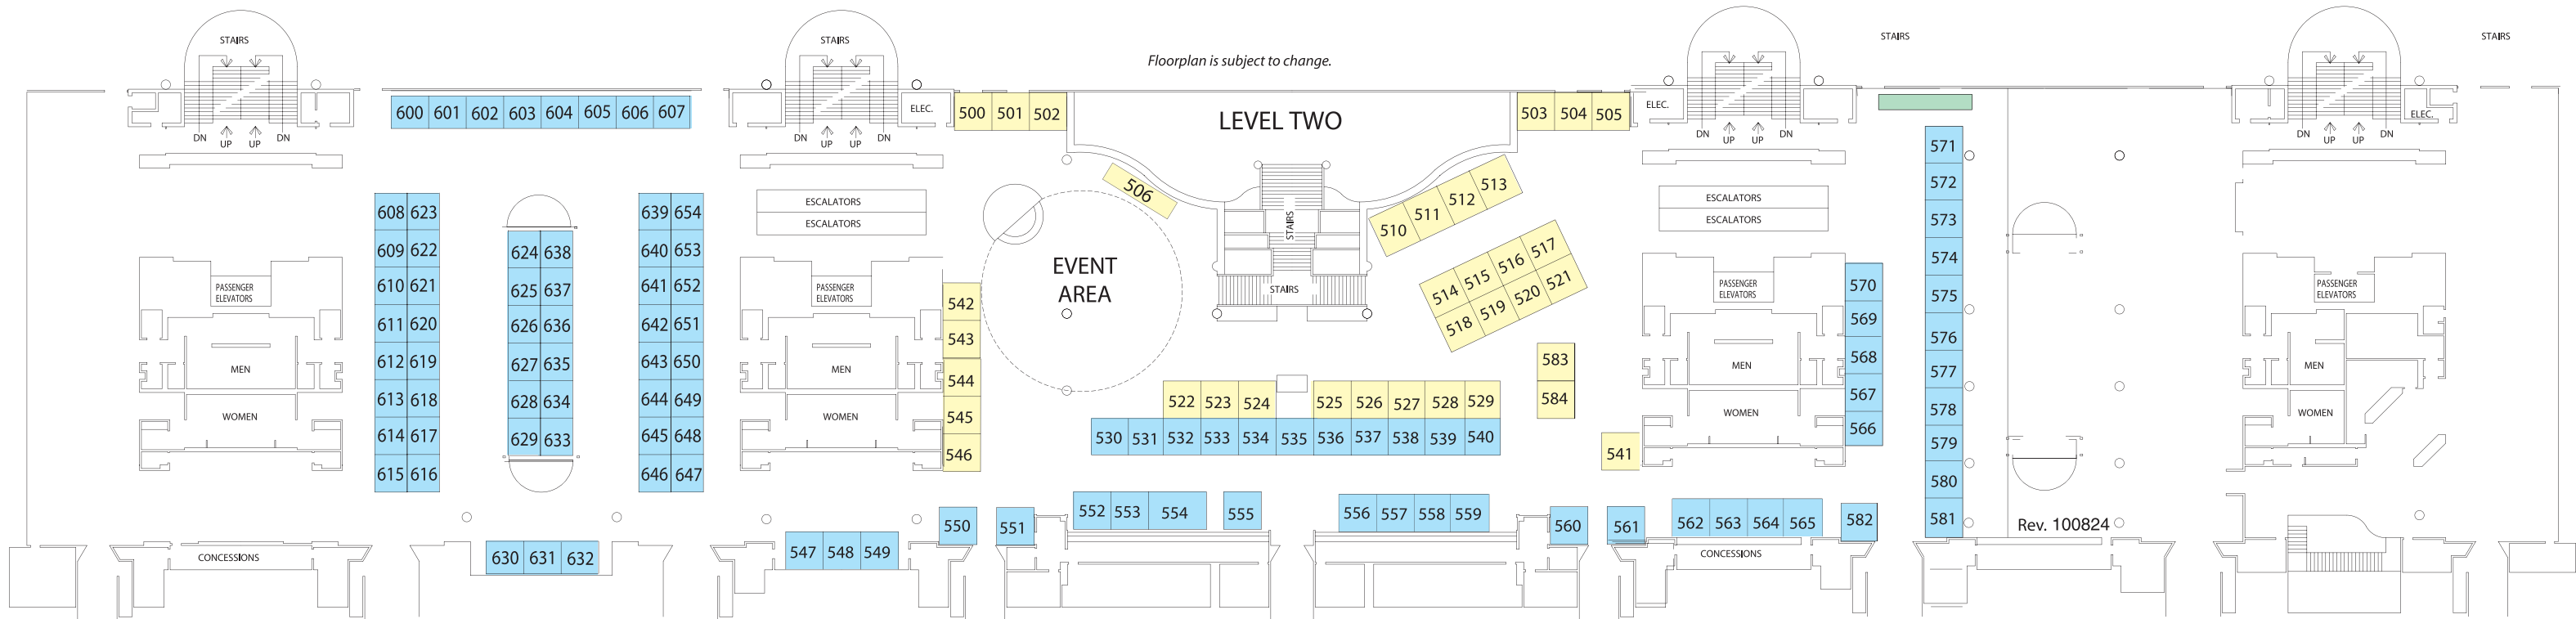 STAIRS
STAIRS
STAIRS
STAIRS
Floorplan is subject to change.
600 601 602 603 604 605 606 607
ELEC.
500 501 502
LEVEL TWO
503 504 505
ELEC.
ELEC.
DN UP UP DN
DN UP UP DN
DN UP UP DN
DN UP UP DN
608 623
609 622
610 621
611 620
612 619
613 618
614 617
615 616
624 638
625 637
626 636
627 635
628 634
629 633
639 654
640 653
641 652
642 651
643 650
644 649
645 648
646 647
ESCALATORS
ESCALATORS
506
EVENT
AREA
STAIRS
STAIRS
510 511 512 513
514 515 516 517
518 519 520 521
ESCALATORS
ESCALATORS
PASSENGER
ELEVATORS
MEN
WOMEN
PASSENGER
ELEVATORS
MEN
WOMEN
542
543
544
545
546
522 523 524 525 526 527 528 529
530 531 532 533 534 535 536 537 538 539 540
583
584
541
PASSENGER
ELEVATORS
MEN
WOMEN
570
569
568
567
566
571
572
573
574
575
576
577
578
579
580
581
PASSENGER
ELEVATORS
MEN
WOMEN
CONCESSIONS
630 631 632
547 548 549
550
551
552 553 554 555
556 557 558 559
560
561
562 563 564 565
582
CONCESSIONS
Rev. 100824